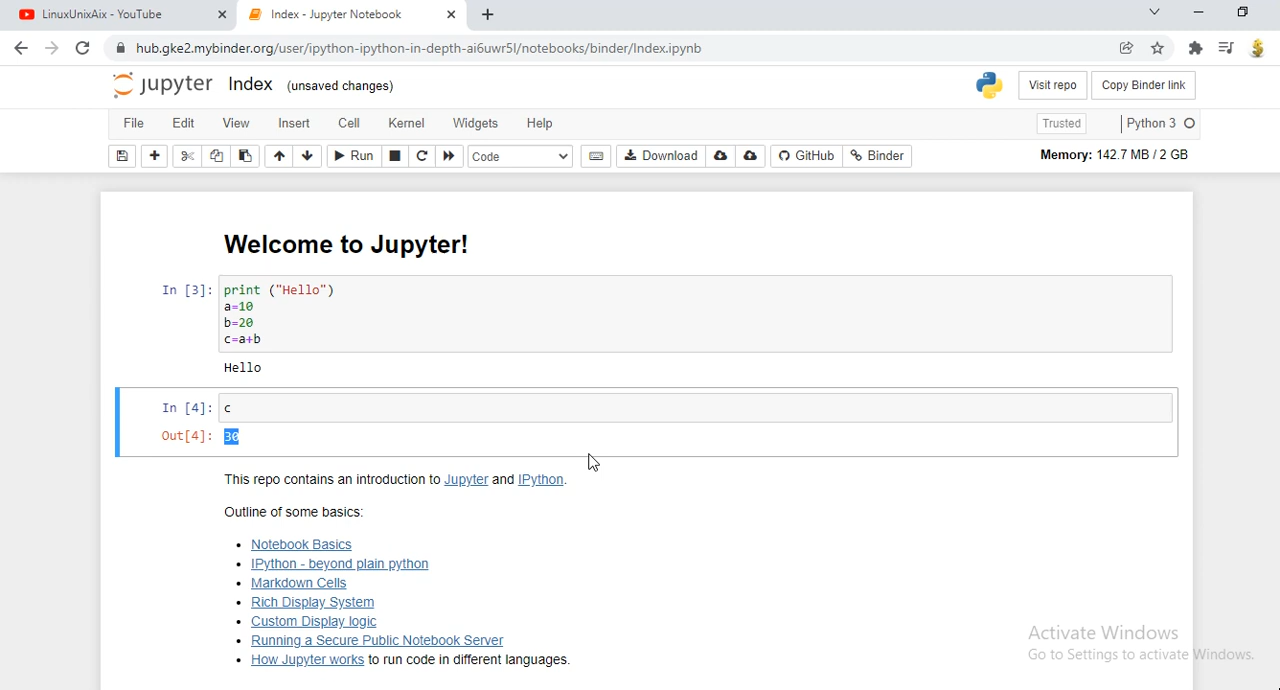 LinuxUnixAix - YouTube
Index - Jupyter Notebook
hub.gke2.mybinder.org/user/ipython-ipython-in-depth-ai6uwr5l/notebooks/binder/Index.ipynb
jupyter Index (unsaved changes)
Visit repo
Copy Binder link
File Edit View Insert Cell Kernel Widgets Help
Trusted
Python 3
Run
Code
Download
GitHub
Binder
Memory: 142.7 MB / 2 GB
Welcome to Jupyter!
In [3]: print ("Hello")
a=10
b=20
c=a+b
Hello
In [4]: c
Out[4]: 30
This repo contains an introduction to Jupyter and IPython.
Outline of some basics:
• Notebook Basics
• IPython - beyond plain python
• Markdown Cells
• Rich Display System
• Custom Display logic
• Running a Secure Public Notebook Server
• How Jupyter works to run code in different languages.
Activate Windows
Go to Settings to activate Windows.